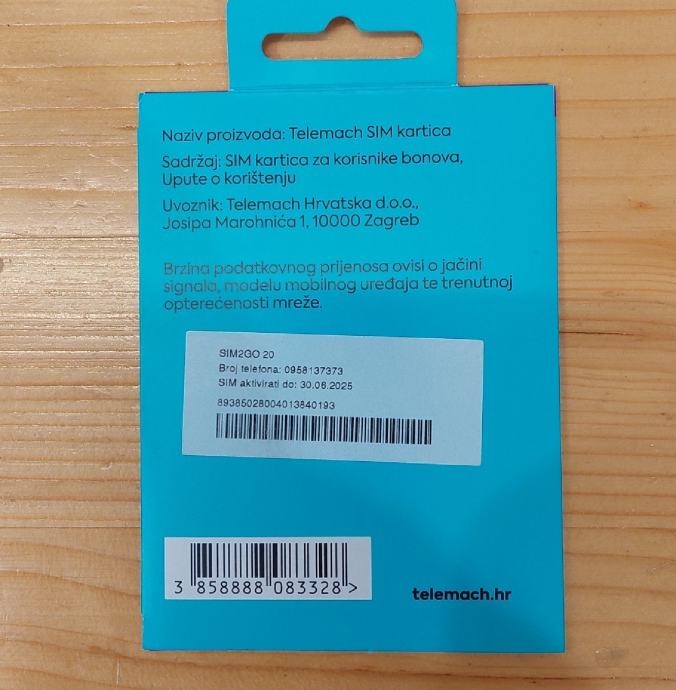 Naziv proizvoda: Telemach SIM kartica
Sadržaj: SIM kartica za korisnike bonova,
Upute o korištenju
Uvoznik: Telemach Hrvatska d.o.o.,
Josipa Marohnića 1, 10000 Zagreb
Brzina podatkovnog prijenosa ovisi o jačini
signala, modelu mobilnog uređaja te trenutnoj
opterećenosti mreže.
SIM2GO 20
Broj telefona: 0958137373
SIM aktivirati do: 30.06.2025
89385028004013840193
3 858888 083328 >
telemach.hr